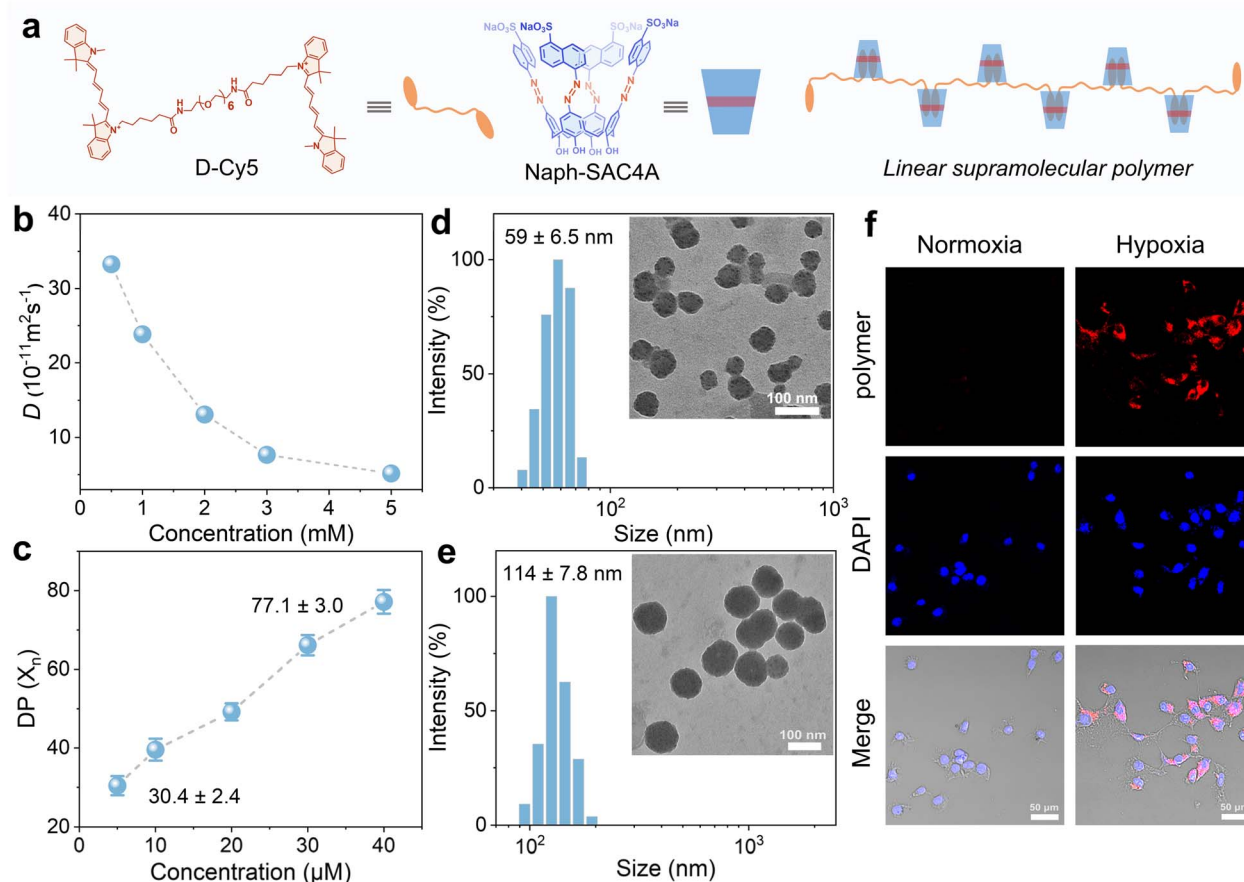 a
NaO₃S
NaO₃S
SO₃Na
SO₃Na
N
N⁺
H
N
O
O
6
N
H
O
N⁺
N
N
N
N
N
N
N
N
N
OH
OH
OH
OH
D-Cy5
Naph-SAC4A
Linear supramolecular polymer
b
D (10⁻¹¹m²s⁻¹)
40
30
20
10
0
1
2
3
4
5
Concentration (mM)
c
DP (Xₙ)
80
60
40
20
77.1 ± 3.0
30.4 ± 2.4
0
10
20
30
40
Concentration (μM)
d
59 ± 6.5 nm
Intensity (%)
100
50
0
100 nm
10²
10³
Size (nm)
e
114 ± 7.8 nm
Intensity (%)
100
50
0
100 nm
10²
10³
Size (nm)
f
Normoxia
Hypoxia
polymer
DAPI
Merge
50 μm
50 μm